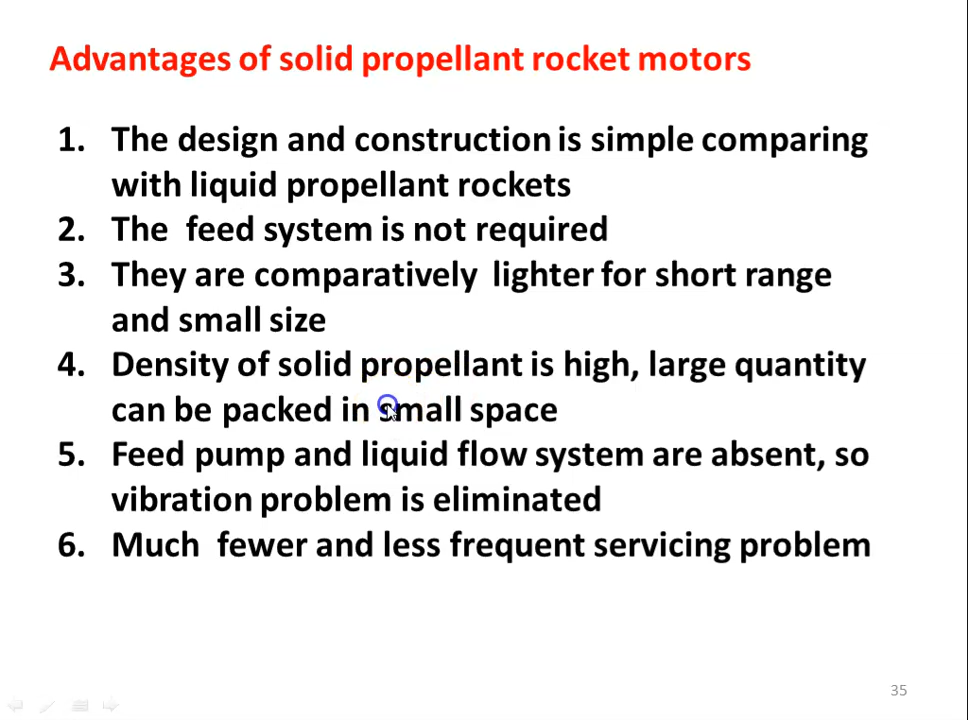 Advantages of solid propellant rocket motors
1. The design and construction is simple comparing
with liquid propellant rockets
2. The feed system is not required
3. They are comparatively lighter for short range
and small size
4. Density of solid propellant is high, large quantity
can be packed in small space
5. Feed pump and liquid flow system are absent, so
vibration problem is eliminated
6. Much fewer and less frequent servicing problem
35